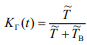 K_Г(t) = T̃ / (T̃ + T̃_В)